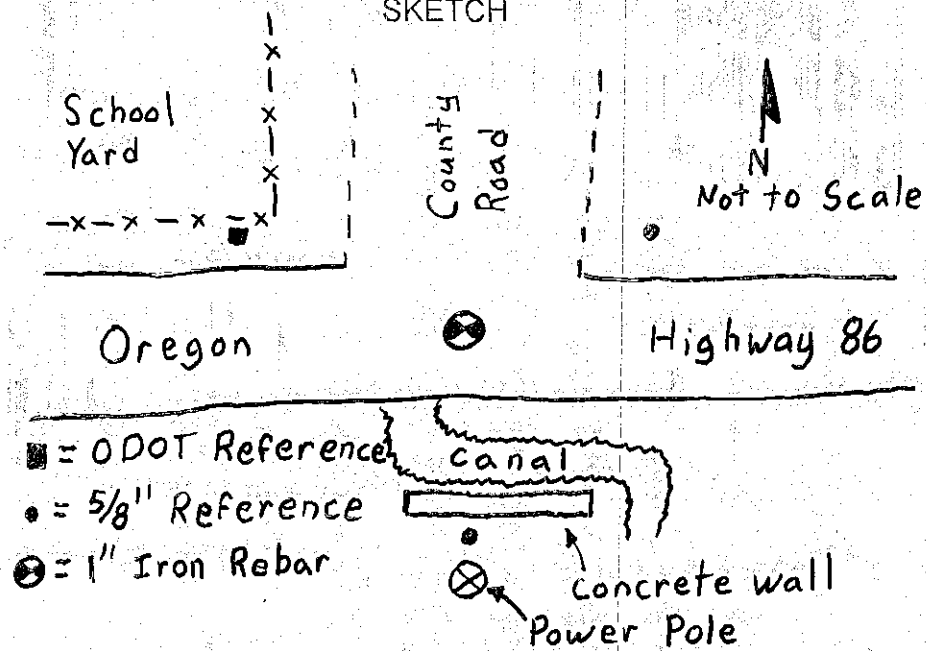 SKETCH
School
Yard
County
Road
N
Not to Scale
Oregon
Highway 86
= ODOT Reference
= 5/8" Reference
= 1" Iron Rebar
Canal
Concrete wall
Power Pole